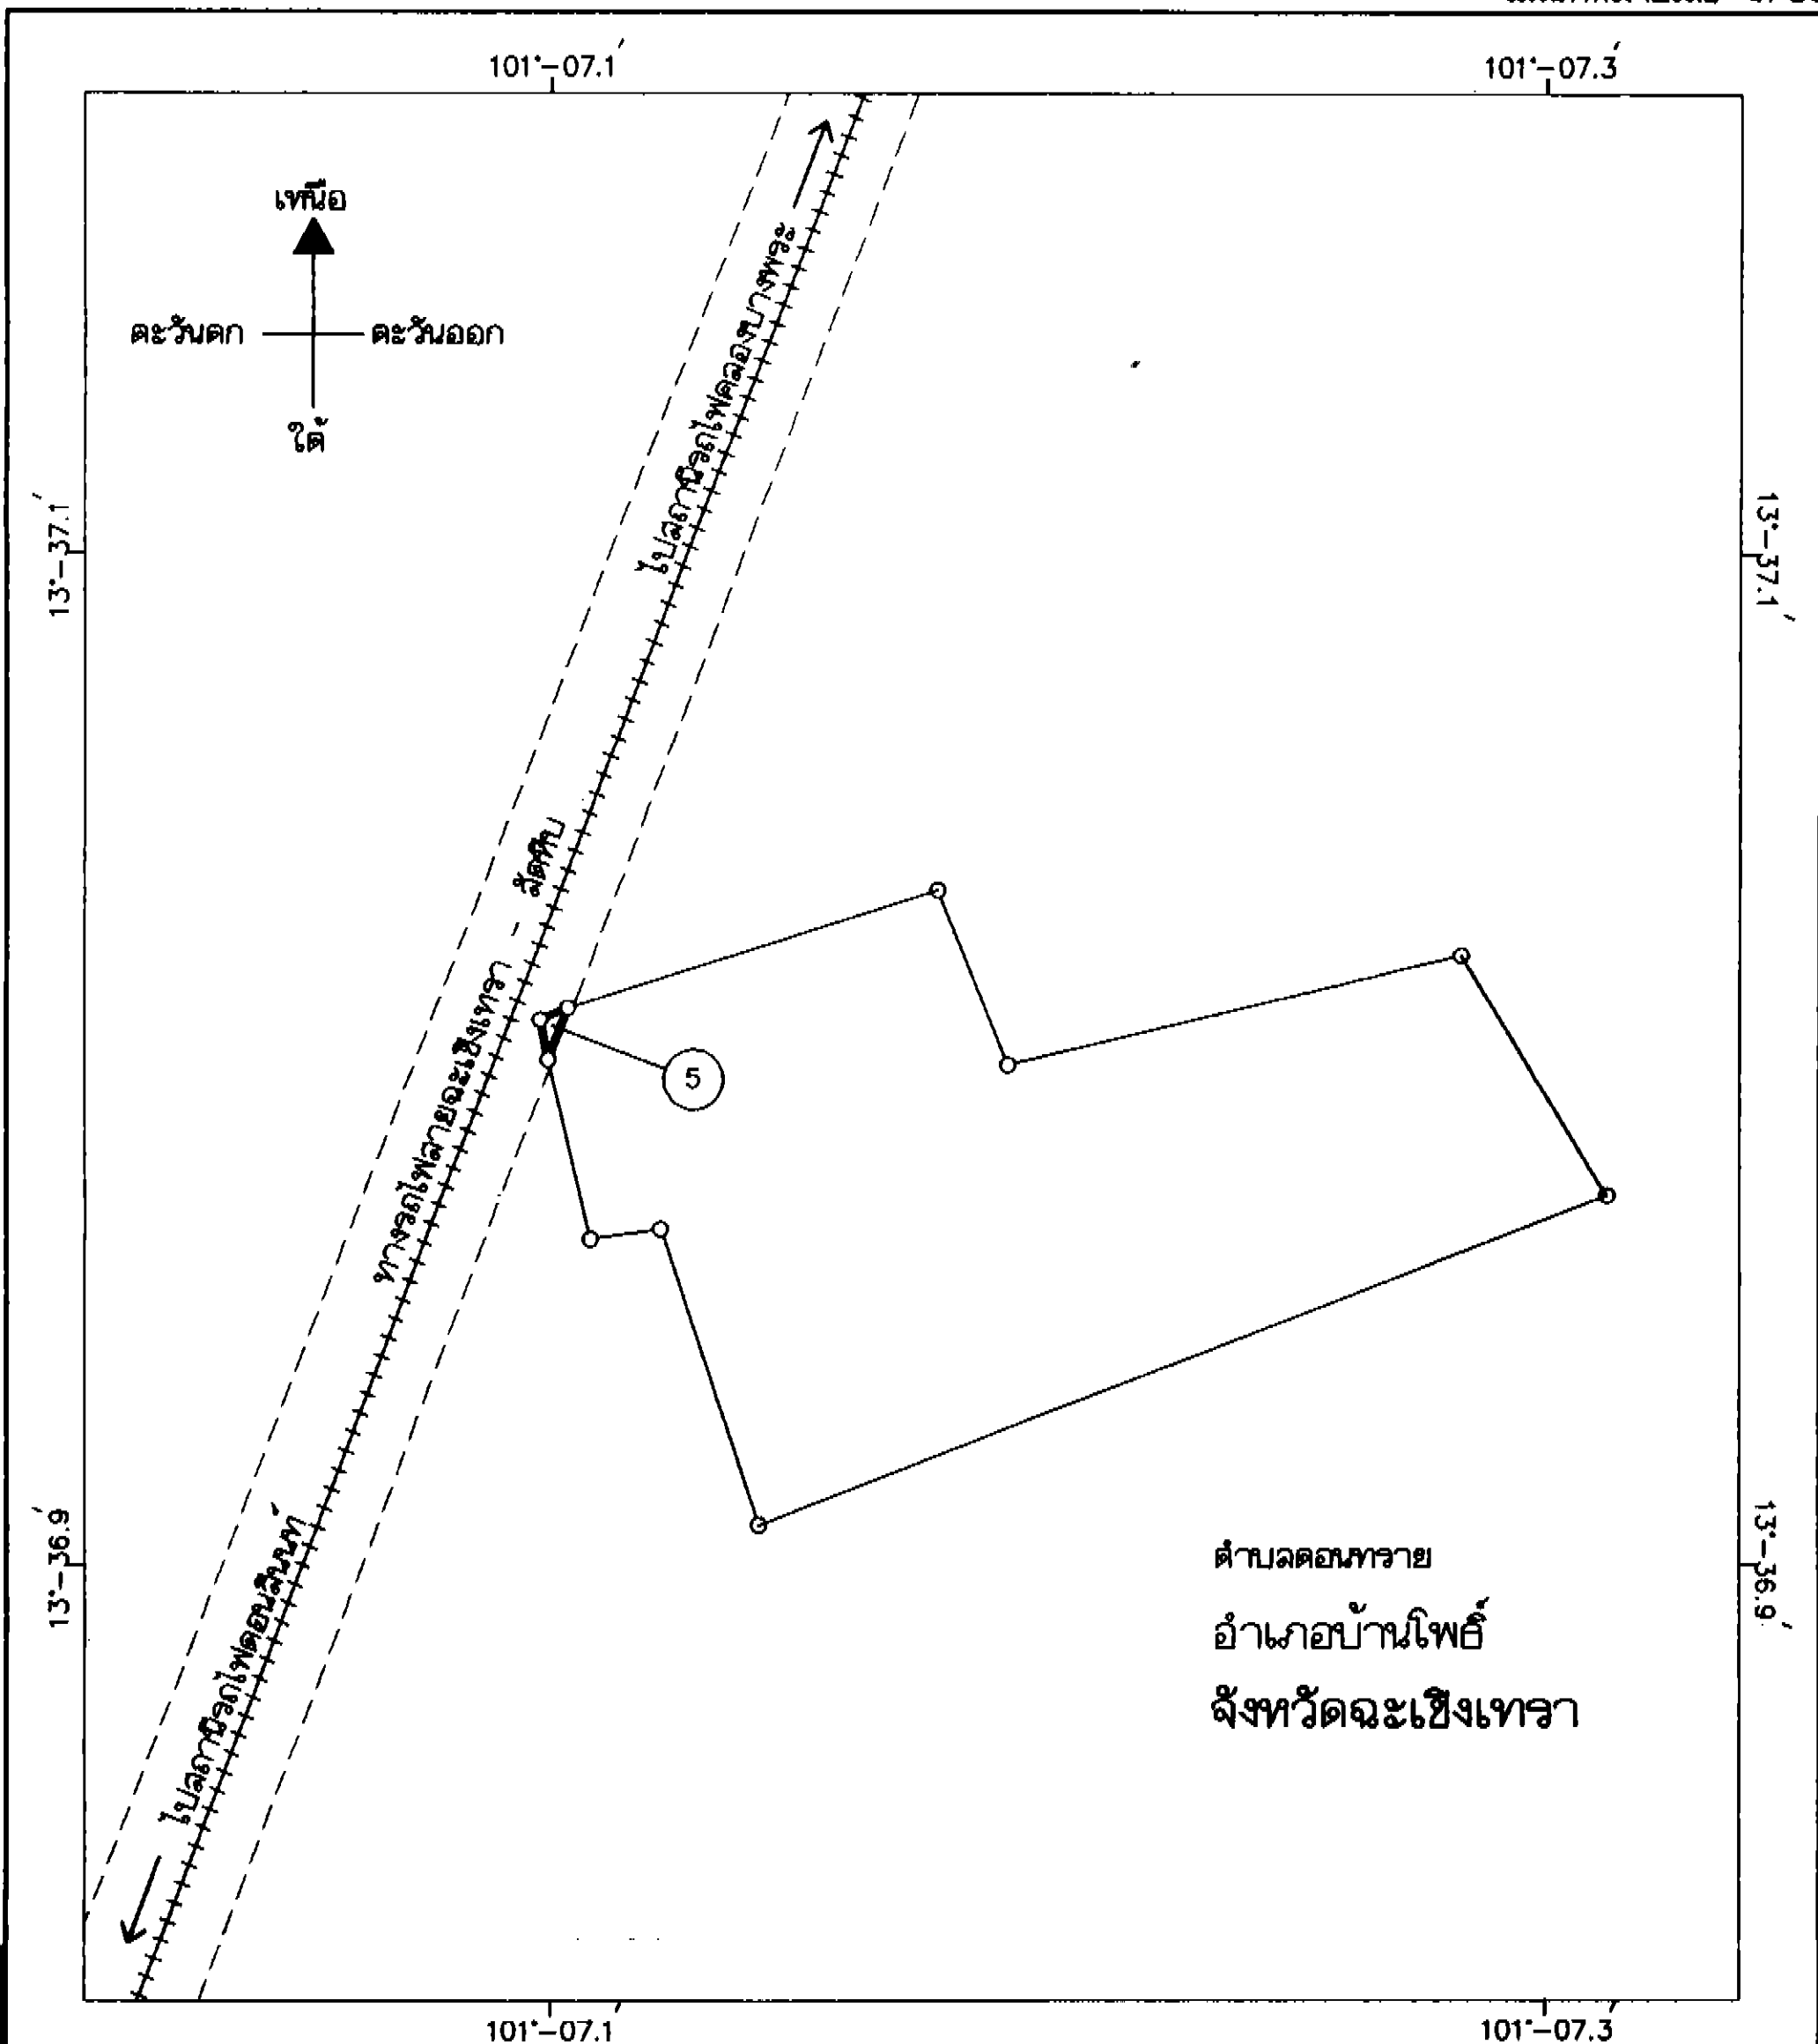 101°-07.1′
101°-07.3′
เหนือ
ตะวันตก
ตะวันออก
ใต้
ไปสถานีรถไฟคลองบางพระ
13°-37.1′
13°-37.1′
ทางรถไฟสายฉะเชิงเทรา - สัตหีบ
5
ไปสถานีรถไฟดอนสีนนท์
13°-36.9′
13°-36.9′
ตำบลดอนทราย
อำเภอบ้านโพธิ์
จังหวัดฉะเชิงเทรา
101°-07.1′
101°-07.3′